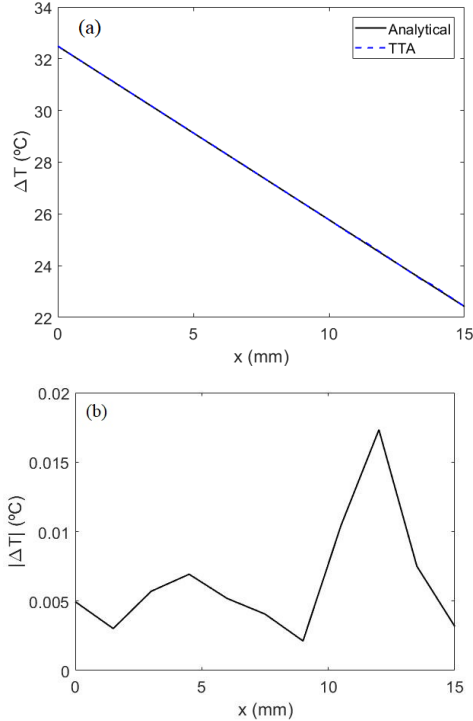 34
(a)
Analytical
TTA
32
30
ΔT (ºC)
28
26
24
22
0 5 10 15
x (mm)
0.02
(b)
0.015
|ΔT| (ºC)
0.01
0.005
0
0 5 10 15
x (mm)